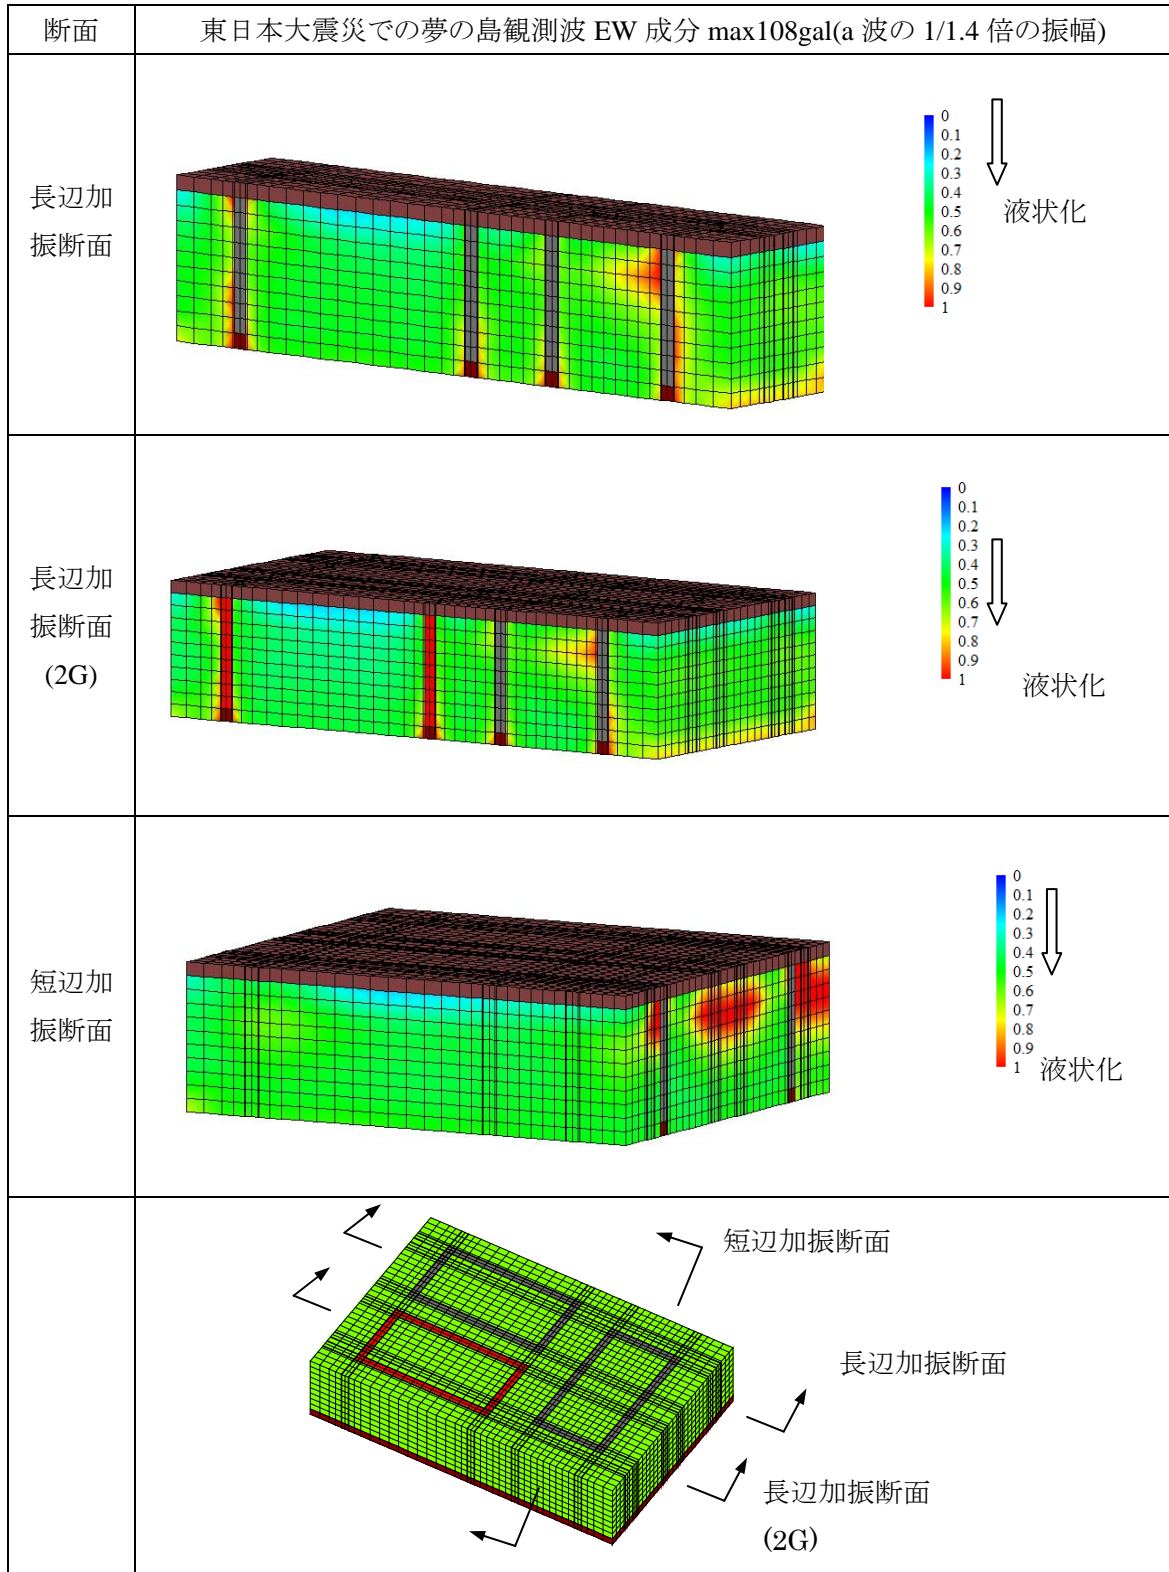 断面
東日本大震災での夢の島観測波 EW 成分 max108gal(a 波の 1/1.4 倍の振幅)
長辺加
振断面
0
0.1
0.2
0.3
0.4
0.5
0.6
0.7
0.8
0.9
1
液状化
長辺加
振断面
(2G)
0
0.1
0.2
0.3
0.4
0.5
0.6
0.7
0.8
0.9
1
液状化
短辺加
振断面
0
0.1
0.2
0.3
0.4
0.5
0.6
0.7
0.8
0.9
1
液状化
短辺加振断面
長辺加振断面
長辺加振断面
(2G)